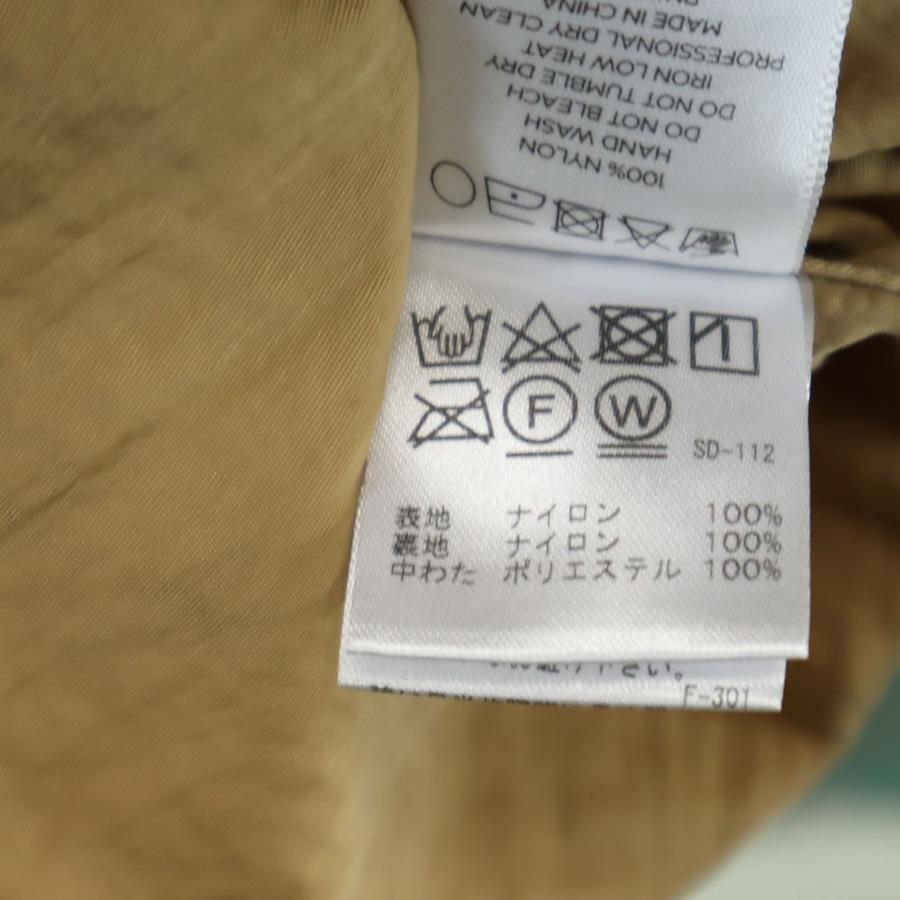 100% NYLON
HAND WASH
DO NOT BLEACH
DO NOT TUMBLE DRY
IRON LOW HEAT
PROFESSIONAL DRY CLEAN
MADE IN CHINA
F
W
SD-112
表地 ナイロン 100%
裏地 ナイロン 100%
中わた ポリエステル 100%
F-301